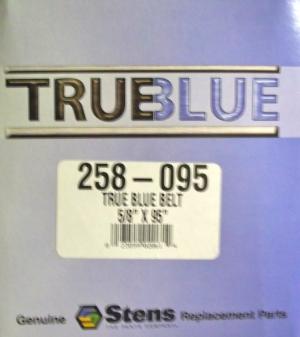 TRUEBLUE
258-095
TRUE BLUE BELT
5/8" X 95"
Genuine Stens Replacement Parts